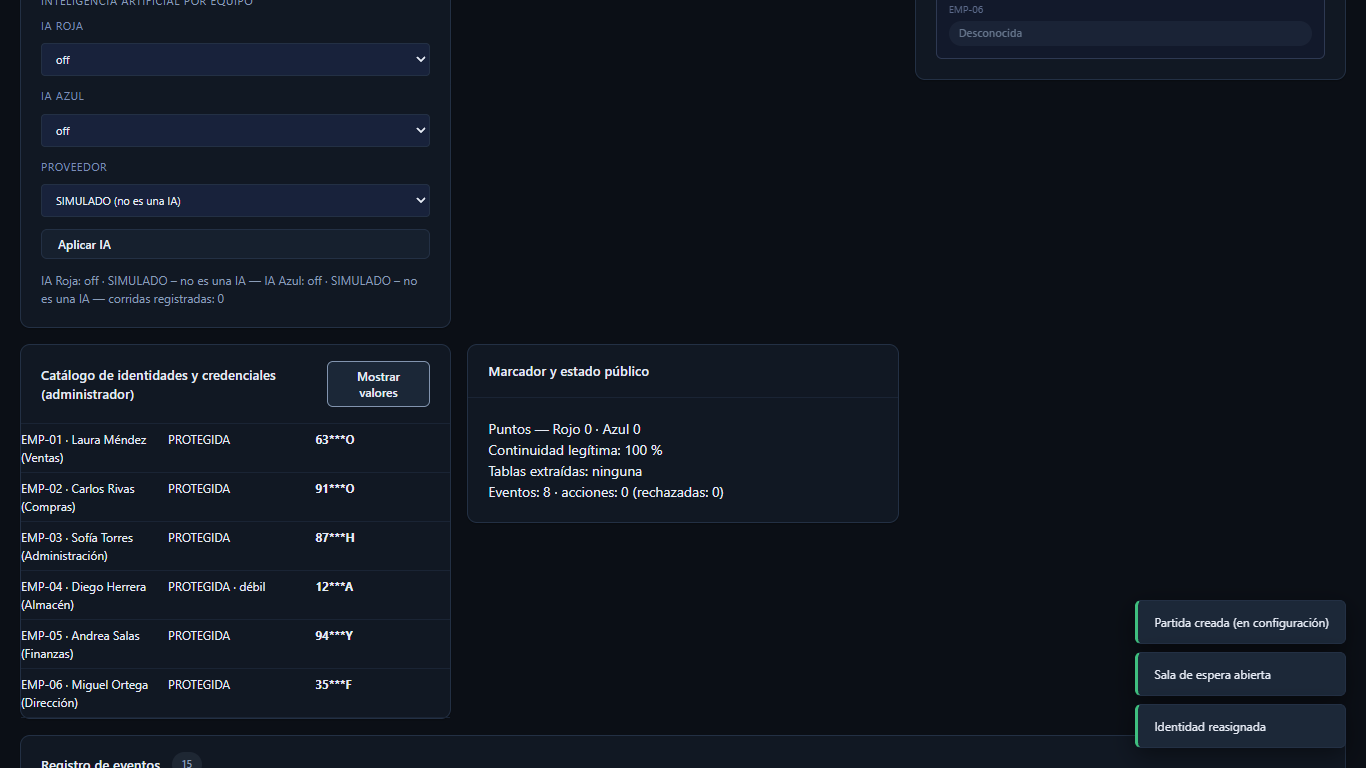 INTELIGENCIA ARTIFICIAL POR EQUIPO
IA ROJA
off
IA AZUL
off
PROVEEDOR
SIMULADO (no es una IA)
Aplicar IA
IA Roja: off · SIMULADO – no es una IA — IA Azul: off · SIMULADO – no
es una IA — corridas registradas: 0
EMP-06
Desconocida
Catálogo de identidades y credenciales
(administrador)
Mostrar
valores
EMP-01 · Laura Méndez
(Ventas)
PROTEGIDA
63***O
EMP-02 · Carlos Rivas
(Compras)
PROTEGIDA
91***O
EMP-03 · Sofía Torres
(Administración)
PROTEGIDA
87***H
EMP-04 · Diego Herrera
(Almacén)
PROTEGIDA · débil
12***A
EMP-05 · Andrea Salas
(Finanzas)
PROTEGIDA
94***Y
EMP-06 · Miguel Ortega
(Dirección)
PROTEGIDA
35***F
Marcador y estado público
Puntos — Rojo 0 · Azul 0
Continuidad legítima: 100 %
Tablas extraídas: ninguna
Eventos: 8 · acciones: 0 (rechazadas: 0)
Partida creada (en configuración)
Sala de espera abierta
Identidad reasignada
Registro de eventos 15